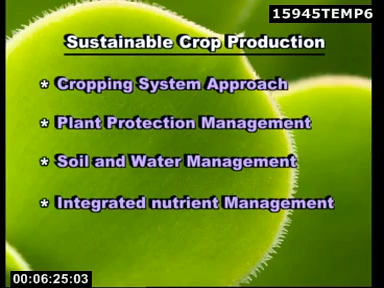 15945TEMP6
Sustainable Crop Production
* Cropping System Approach
* Plant Protection Management
* Soil and Water Management
* Integrated nutrient Management
00:06:25:03